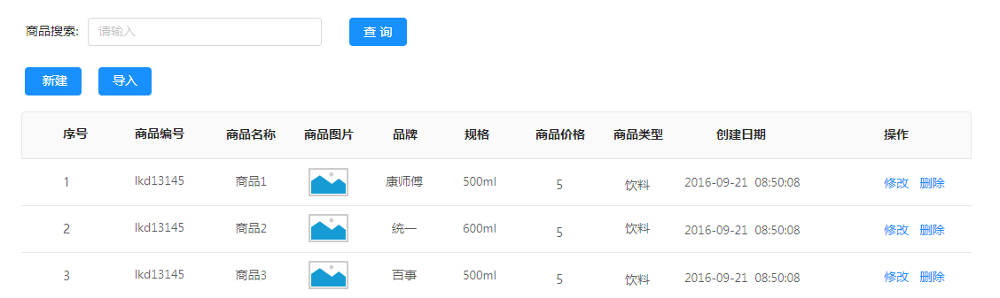 商品搜索: 请输入 查 询
新建 导入
序号 商品编号 商品名称 商品图片 品牌 规格 商品价格 商品类型 创建日期 操作
1 lkd13145 商品1 康师傅 500ml 5 饮料 2016-09-21 08:50:08 修改 删除
2 lkd13145 商品2 统一 600ml 5 饮料 2016-09-21 08:50:08 修改 删除
3 lkd13145 商品3 百事 500ml 5 饮料 2016-09-21 08:50:08 修改 删除